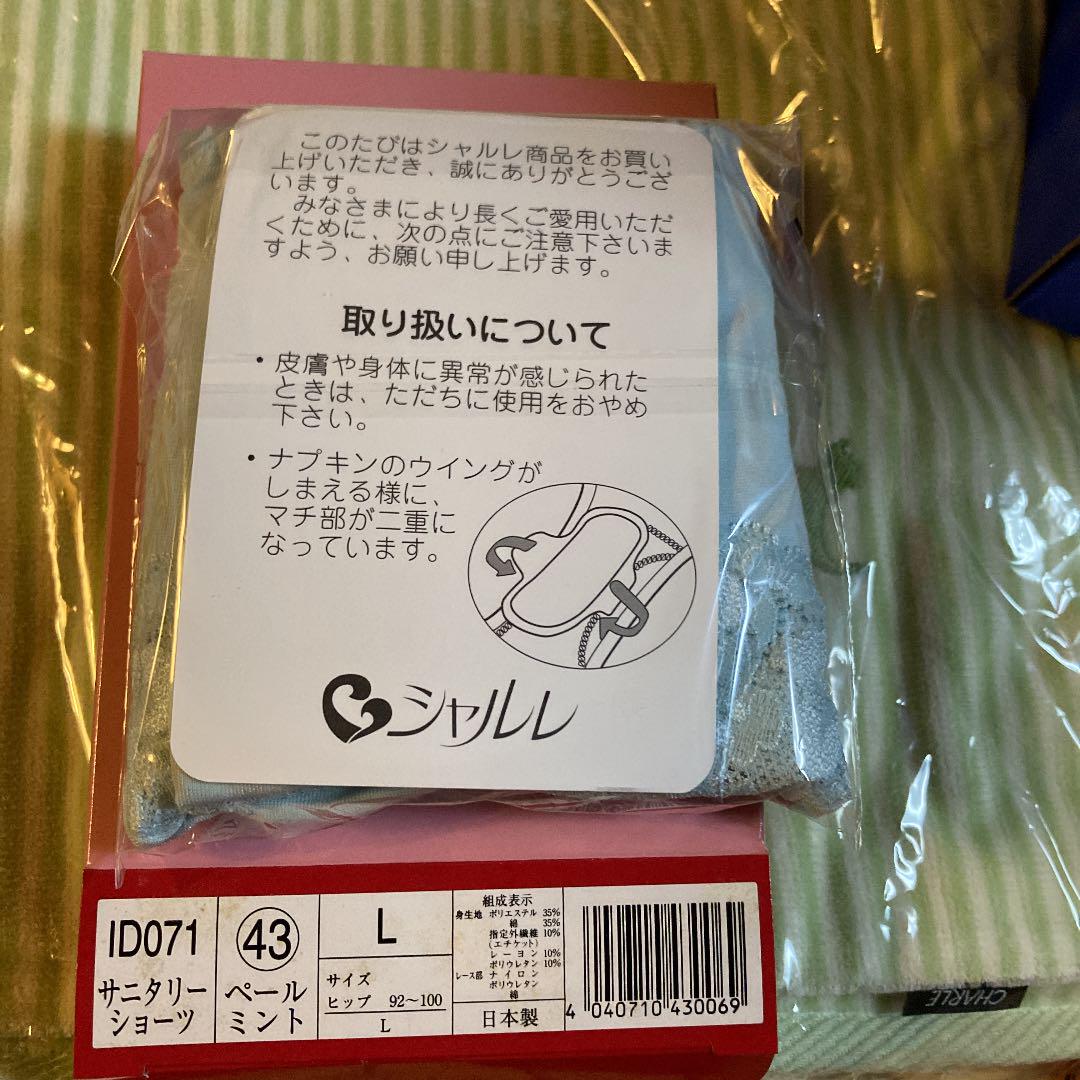 このたびはシャルレ商品をお買い
上げいただき、誠にありがとうござ
います。
みなさまにより長くご愛用いただ
くために、次の点にご注意下さいま
すよう、お願い申し上げます。
取り扱いについて
・皮膚や身体に異常が感じられた
ときは、ただちに使用をおやめ
下さい。
・ナプキンのウイングが
しまえる様に、
マチ部が二重に
なっています。
シャルレ
ID071
サニタリー
ショーツ
43
ペール
ミント
L
サイズ
ヒップ 92～100
L
組成表示
身生地 ポリエステル 35%
綿 35%
指定外繊維 10%
(エチケット)
レーヨン 10%
ポリウレタン 10%
レース部 ナイロン
ポリウレタン
綿
日本製
4 040710 430069
CHARLE